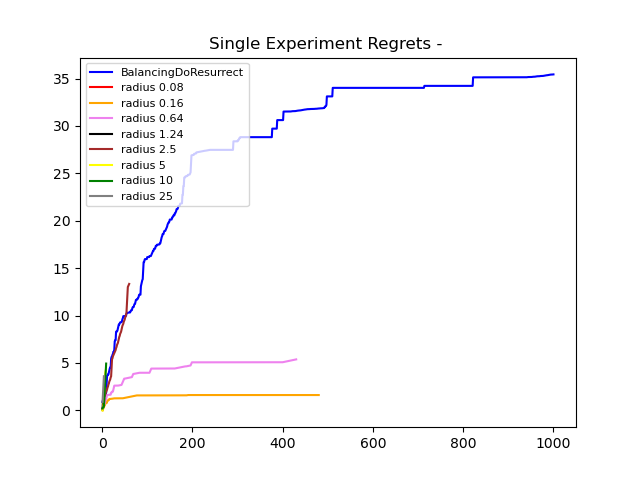 Single Experiment Regrets -
BalancingDoResurrect
radius 0.08
radius 0.16
radius 0.64
radius 1.24
radius 2.5
radius 5
radius 10
radius 25
35
30
25
20
15
10
5
0
0 200 400 600 800 1000